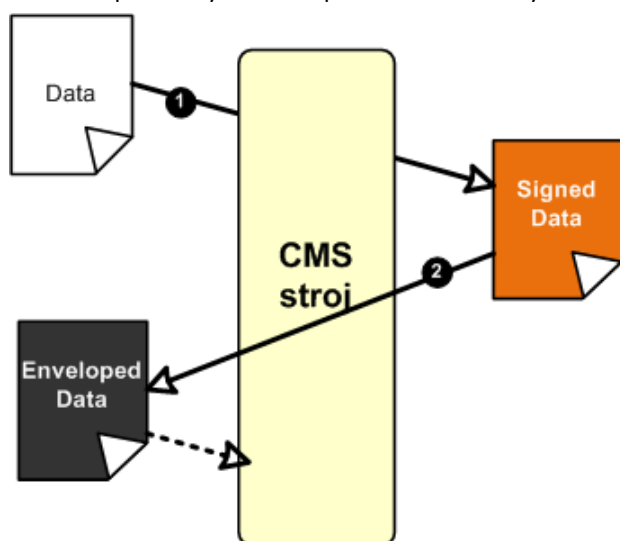 Data
1
Signed
Data
CMS
stroj
2
Enveloped
Data